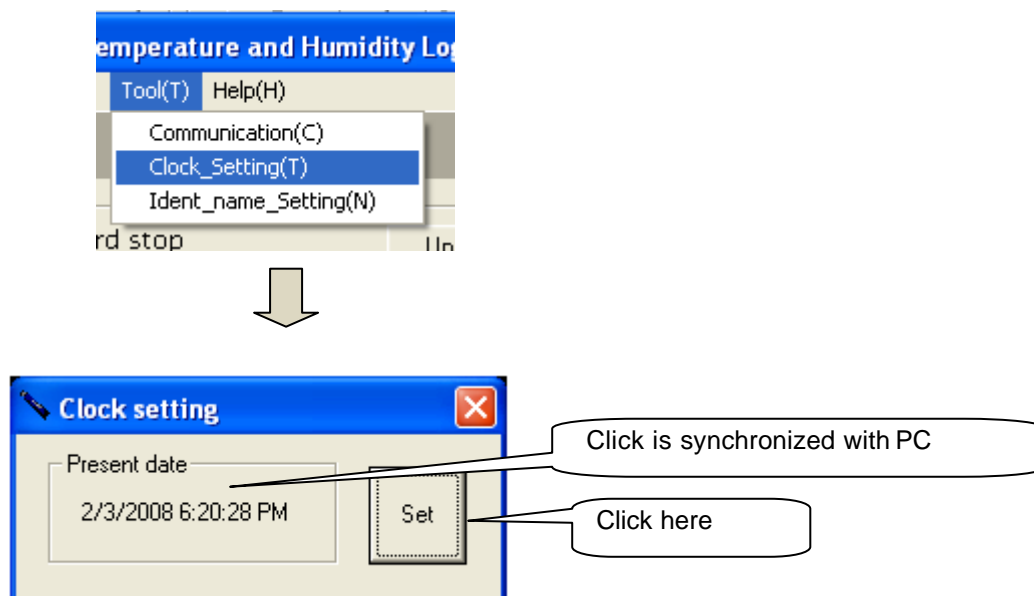 emperature and Humidity Lo
Tool(T) Help(H)
Communication(C)
Clock_Setting(T)
Ident_name_Setting(N)
rd stop
Clock setting
Click is synchronized with PC
Present date
2/3/2008 6:20:28 PM
Set
Click here